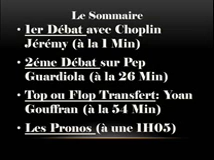 Le Sommaire
• 1er Débat avec Choplin
Jérémy (à la 1 Min)
• 2éme Débat sur Pep
Guardiola (à la 26 Min)
• Top ou Flop Transfert: Yoan
Gouffran (à la 54 Min)
• Les Pronos (à une 1H05)